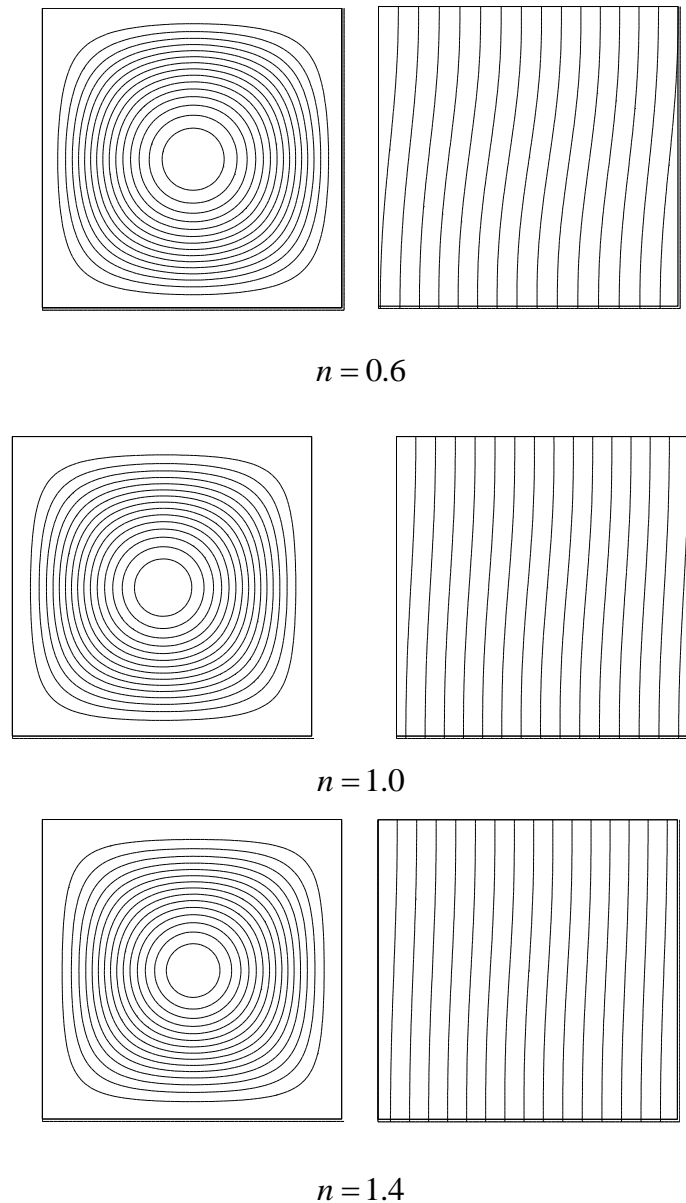 n = 0.6
n = 1.0
n = 1.4